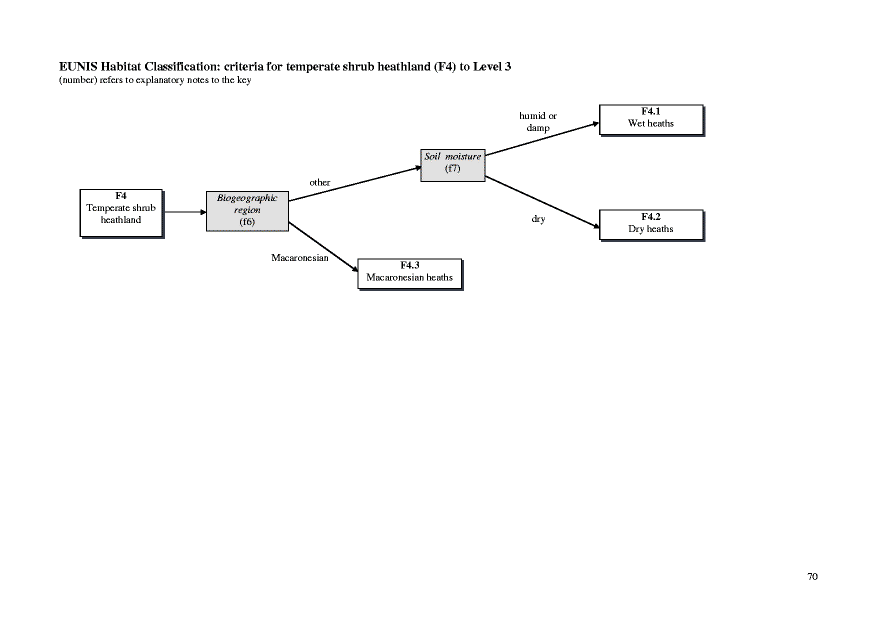 EUNIS Habitat Classification: criteria for temperate shrub heathland (F4) to Level 3
(number) refers to explanatory notes to the key
F4.1
Wet heaths
humid or
damp
Soil moisture
(f7)
other
F4
Temperate shrub
heathland
Biogeographic
region
(f6)
dry
F4.2
Dry heaths
Macaronesian
F4.3
Macaronesian heaths
70